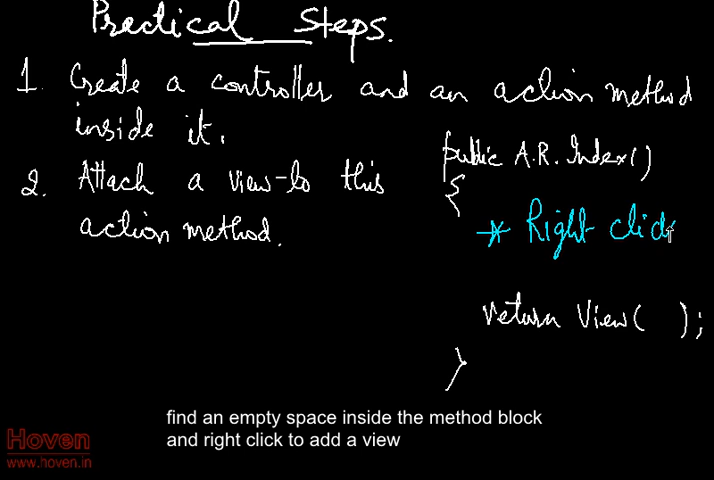 Practical Steps.
1. Create a controller and an action method
inside it.
2. Attach a view to this
action method.
public A.R. Index()
{
* Right click
return View( );
}
find an empty space inside the method block
and right click to add a view
Hoven
www.hoven.in